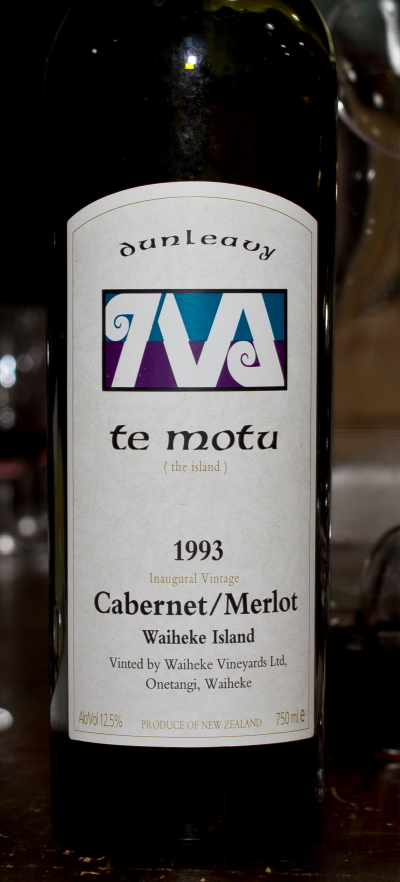 dunleavy
te motu
( the island )
1993
Inaugural Vintage
Cabernet/Merlot
Waiheke Island
Vinted by Waiheke Vineyards Ltd,
Onetangi, Waiheke
Alc/Vol 12.5% PRODUCE OF NEW ZEALAND 750 ml. e